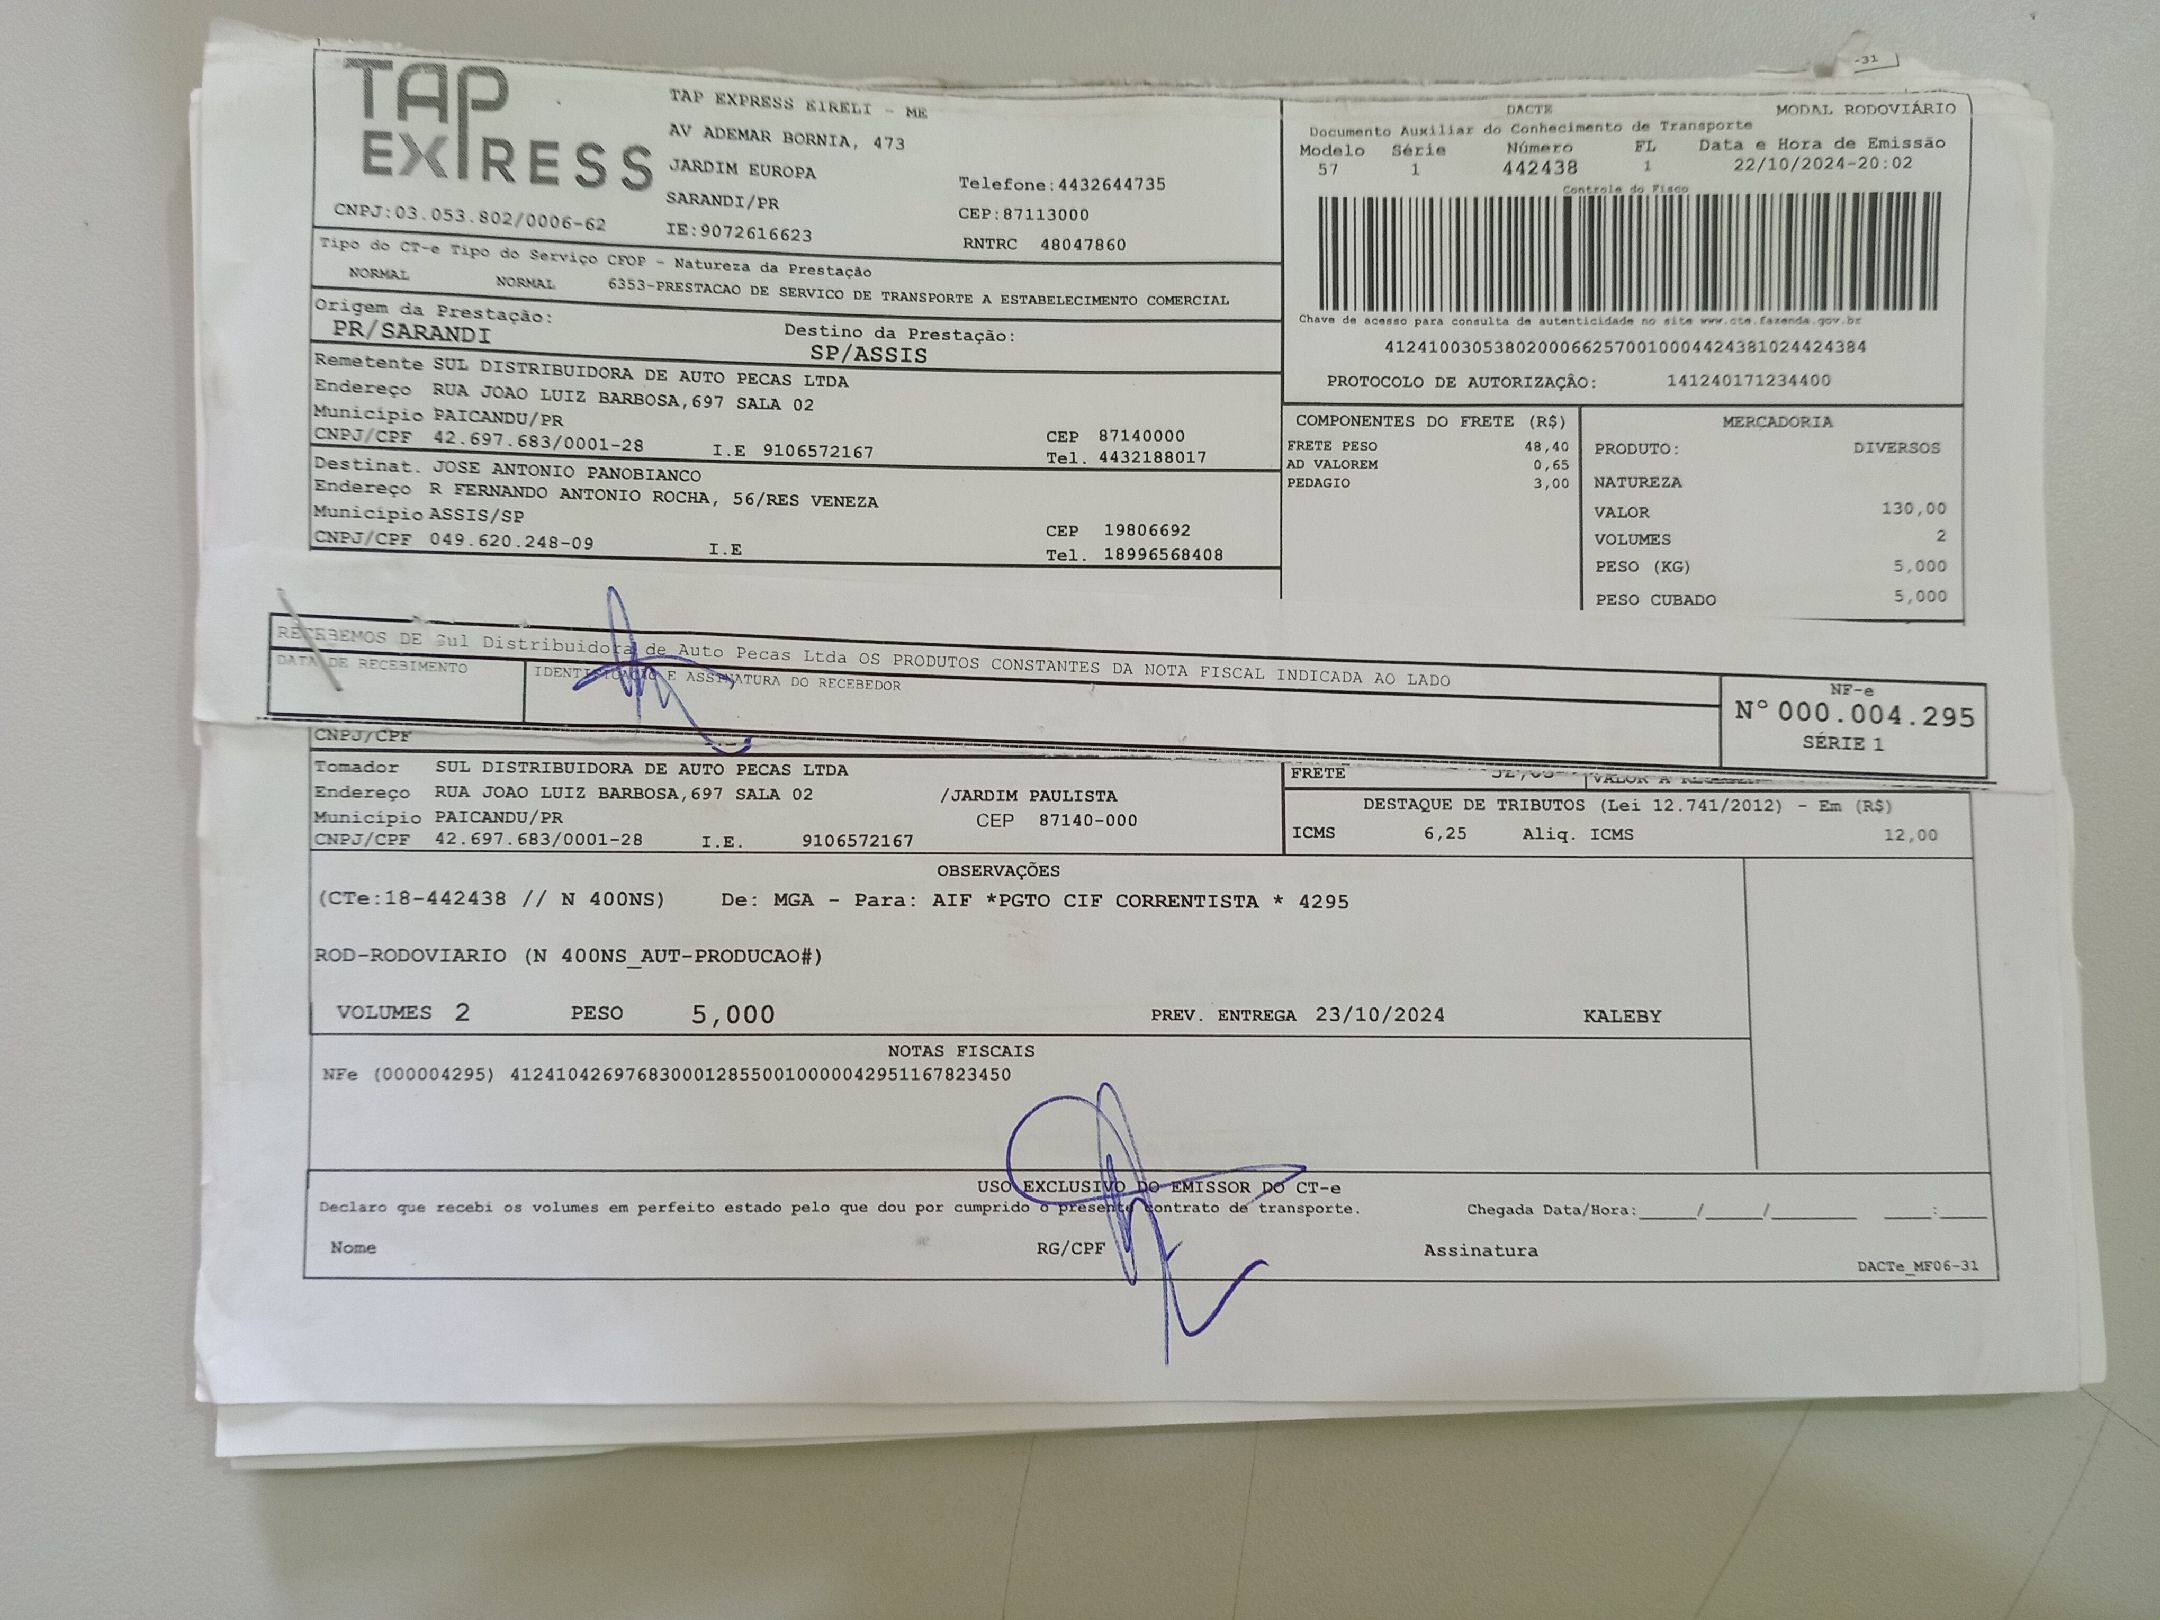 -31
TAP EXPRESS
TAP EXPRESS EIRELI - ME
AV ADEMAR BORNIA, 473
JARDIM EUROPA
SARANDI/PR
Telefone:4432644735
CEP:87113000
CNPJ:03.053.802/0006-62
IE:9072616623
RNTRC 48047860
DACTE MODAL RODOVIÁRIO
Documento Auxiliar do Conhecimento de Transporte
Modelo Série Número FL Data e Hora de Emissão
57 1 442438 1 22/10/2024-20:02
Controle do Fisco
Chave de acesso para consulta de autenticidade no site www.cte.fazenda.gov.br
41241003053802000662570010004424381024424384
PROTOCOLO DE AUTORIZAÇÃO: 141240171234400
Tipo do CT-e Tipo do Serviço CFOP - Natureza da Prestação
NORMAL NORMAL 6353-PRESTACAO DE SERVICO DE TRANSPORTE A ESTABELECIMENTO COMERCIAL
Origem da Prestação: Destino da Prestação:
PR/SARANDI SP/ASSIS
Remetente SUL DISTRIBUIDORA DE AUTO PECAS LTDA
Endereço RUA JOAO LUIZ BARBOSA,697 SALA 02
Município PAICANDU/PR CEP 87140000
CNPJ/CPF 42.697.683/0001-28 I.E 9106572167 Tel. 4432188017
Destinat. JOSE ANTONIO PANOBIANCO
Endereço R FERNANDO ANTONIO ROCHA, 56/RES VENEZA
Município ASSIS/SP CEP 19806692
CNPJ/CPF 049.620.248-09 I.E Tel. 18996568408
COMPONENTES DO FRETE (R$)
FRETE PESO 48,40
AD VALOREM 0,65
PEDAGIO 3,00
MERCADORIA
PRODUTO: DIVERSOS
NATUREZA
VALOR 130,00
VOLUMES 2
PESO (KG) 5,000
PESO CUBADO 5,000
RECEBEMOS DE Sul Distribuidora de Auto Pecas Ltda OS PRODUTOS CONSTANTES DA NOTA FISCAL INDICADA AO LADO
DATA DE RECEBIMENTO IDENTIFICAÇÃO E ASSINATURA DO RECEBEDOR
NF-e
N° 000.004.295
SÉRIE 1
CNPJ/CPF
Tomador SUL DISTRIBUIDORA DE AUTO PECAS LTDA
Endereço RUA JOAO LUIZ BARBOSA,697 SALA 02 /JARDIM PAULISTA
Município PAICANDU/PR CEP 87140-000
CNPJ/CPF 42.697.683/0001-28 I.E. 9106572167
FRETE
DESTAQUE DE TRIBUTOS (Lei 12.741/2012) - Em (R$)
ICMS 6,25 Aliq. ICMS 12,00
OBSERVAÇÕES
(CTe:18-442438 // N 400NS) De: MGA - Para: AIF *PGTO CIF CORRENTISTA * 4295
ROD-RODOVIARIO (N 400NS_AUT-PRODUCAO#)
VOLUMES 2 PESO 5,000 PREV. ENTREGA 23/10/2024 KALEBY
NOTAS FISCAIS
NFe (000004295) 41241042697683000128550010000042951167823450
USO EXCLUSIVO DO EMISSOR DO CT-e
Declaro que recebi os volumes em perfeito estado pelo que dou por cumprido o presente contrato de transporte. Chegada Data/Hora:____/____/______ ___:____
Nome RG/CPF Assinatura
DACTe_MF06-31